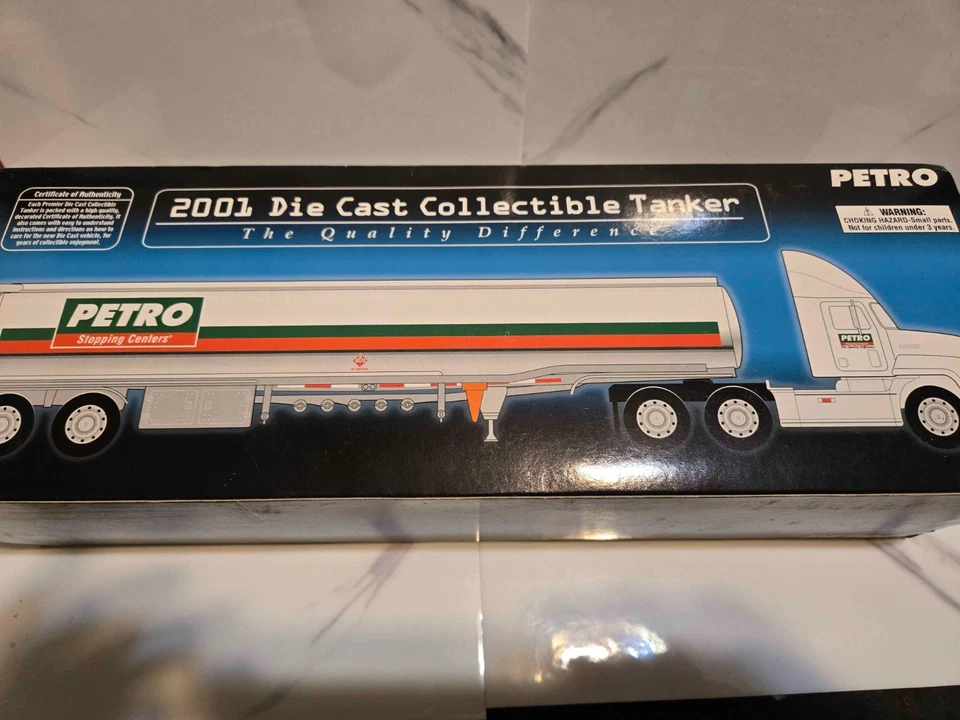 Certificate of Authenticity
Each Premier Die Cast Collectible
Tanker is packed with a high quality,
decorated Certificate of Authenticity. It
also comes with easy to understand
instructions and directions on how to
care for the new Die Cast vehicle, for
years of collectible enjoyment.
2001 Die Cast Collectible Tanker
The Quality Difference
PETRO
WARNING:
CHOKING HAZARD-Small parts.
Not for children under 3 years.
PETRO
Stopping Centers®
PETRO